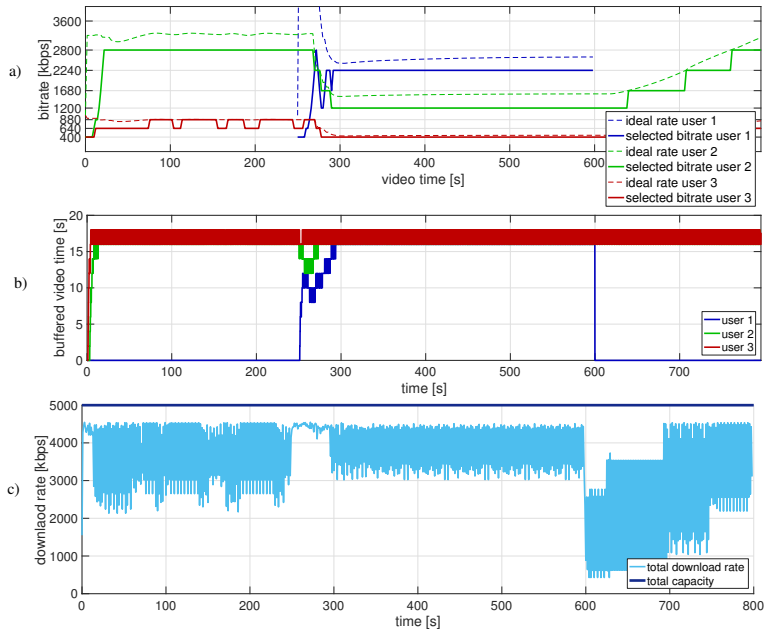 a)
bitrate [kbps]
3600
2800
2240
1680
1200
880
640
400
0 100 200 300 400 500 600 700
video time [s]
ideal rate user 1
selected bitrate user 1
ideal rate user 2
selected bitrate user 2
ideal rate user 3
selected bitrate user 3
b)
buffered video time [s]
20
15
10
5
0
0 100 200 300 400 500 600 700
time [s]
user 1
user 2
user 3
c)
downlaod rate [kbps]
5000
4000
3000
2000
1000
0
0 100 200 300 400 500 600 700 800
time [s]
total download rate
total capacity